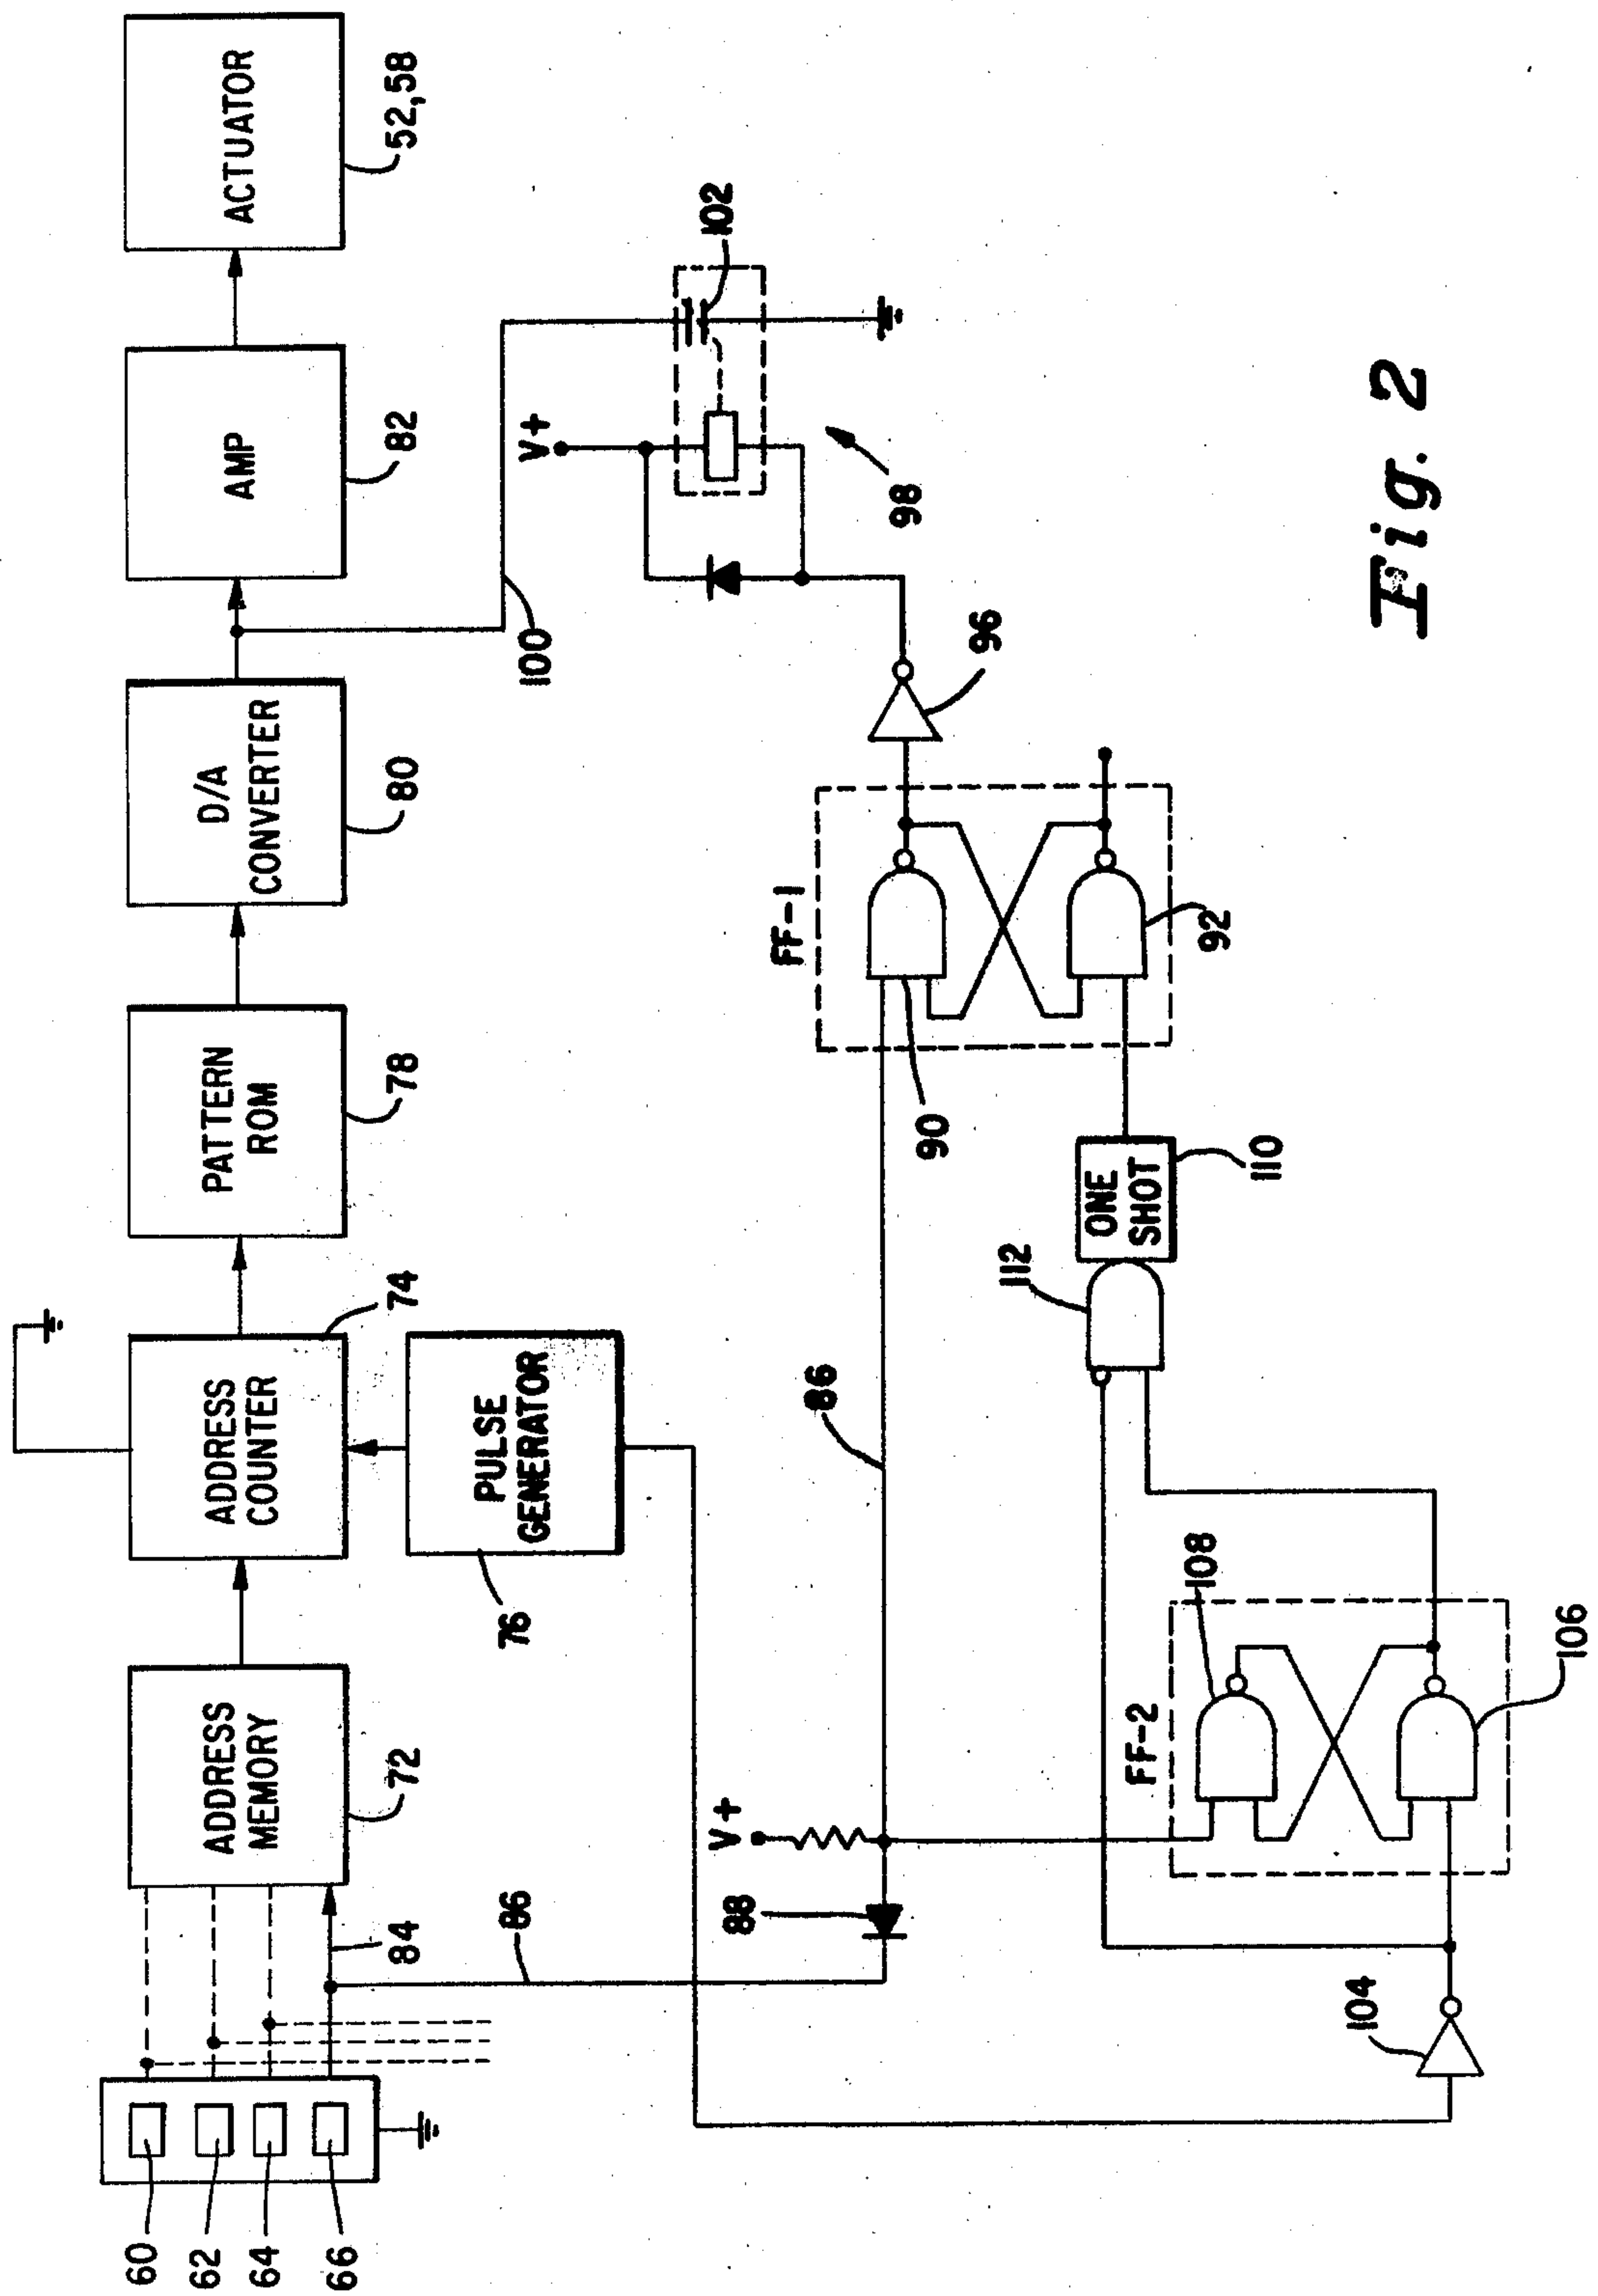 60
62
64
66
84
86
ADDRESS
MEMORY
72
ADDRESS
COUNTER
74
PULSE
GENERATOR
76
PATTERN
ROM
78
D/A
CONVERTER
80
AMP
82
ACTUATOR
52,58
100
V+
102
98
96
FF-1
90
92
86
V+
88
ONE
SHOT
110
112
FF-2
108
106
104
Fig. 2